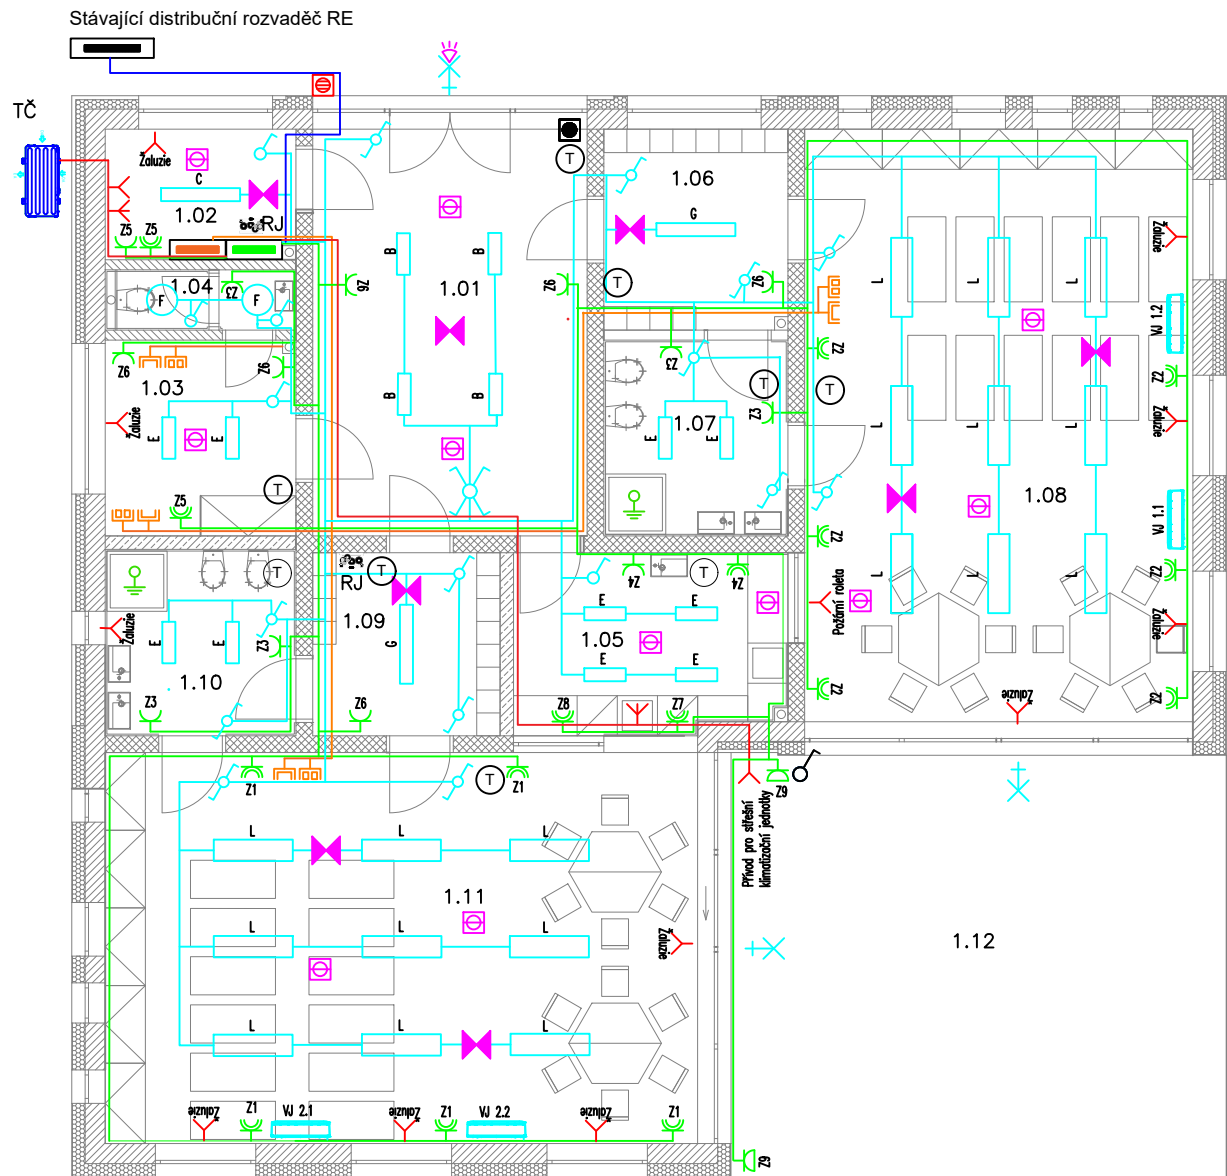 Stávající distribuční rozvaděč RE
TČ
Žaluzie
C
1.02
Z5
Z5
RJ
T
1.06
G
Žaluzie
B
B
1.04
F
F
Z3
1.01
Z6
Z6
T
Z6
L
L
L
VJ 1.2
Z6
1.03
Z6
Z3
Z2
Z2
T
T
B
B
Žaluzie
E
E
1.07
E
E
Z3
L
L
L
Žaluzie
T
Z5
1.08
VJ 1.1
Z2
T
RJ
T
Z4
T
Z4
L
L
L
Z2
1.09
G
E
E
1.05
E
E
Požární roleta
Žaluzie
Žaluzie
E
E
Z3
1.10
Z3
Z6
Z8
Z7
Z2
Žaluzie
Z2
Z1
T
Z1
Z9
Přívod pro střešní
klimatizační jednotky
L
L
L
1.11
L
L
L
Žaluzie
1.12
L
L
L
Žaluzie
Z1
VJ 2.1
Žaluzie
Z1
VJ 2.2
Žaluzie
Z1
Z9